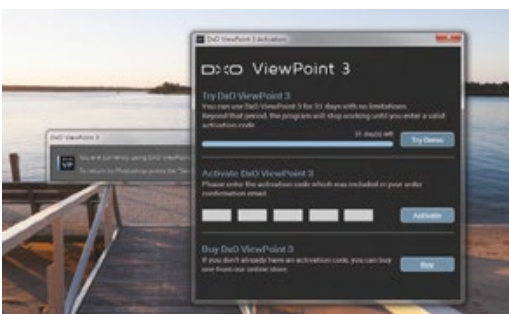 DxO ViewPoint 3 Activation
DxO ViewPoint 3
Try DxO ViewPoint 3
You can use DxO ViewPoint 3 for 31 days with no limitations.
Beyond that period, the program will stop working until you enter a valid
activation code.
31 day(s) left
Try Demo
DxO ViewPoint 3
You are currently using DxO ViewPoint
To return to Photoshop press the "Sav
Activate DxO ViewPoint 3
Please enter the activation code which was included in your order
confirmation email.
Activate
Buy DxO ViewPoint 3
If you don't already have an activation code, you can buy
one from our online store.
Buy